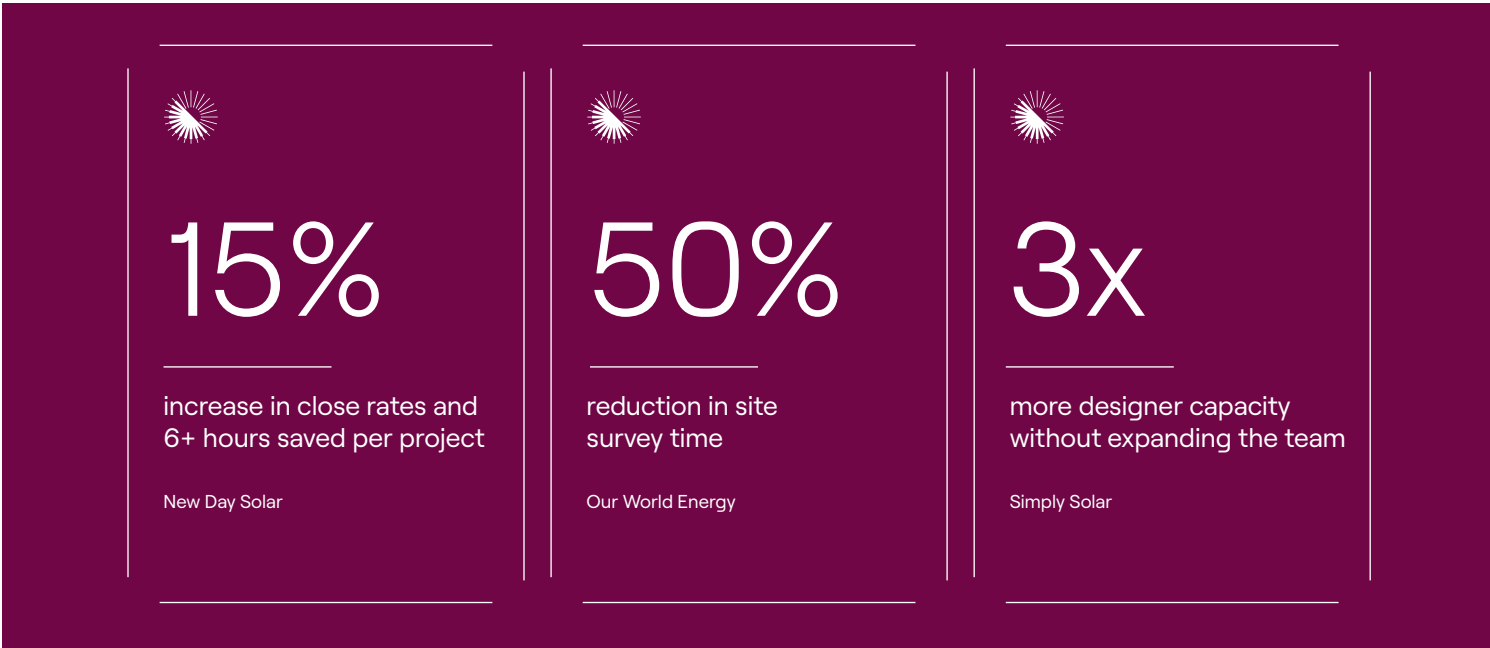 15%
increase in close rates and
6+ hours saved per project
New Day Solar
50%
reduction in site
survey time
Our World Energy
3x
more designer capacity
without expanding the team
Simply Solar